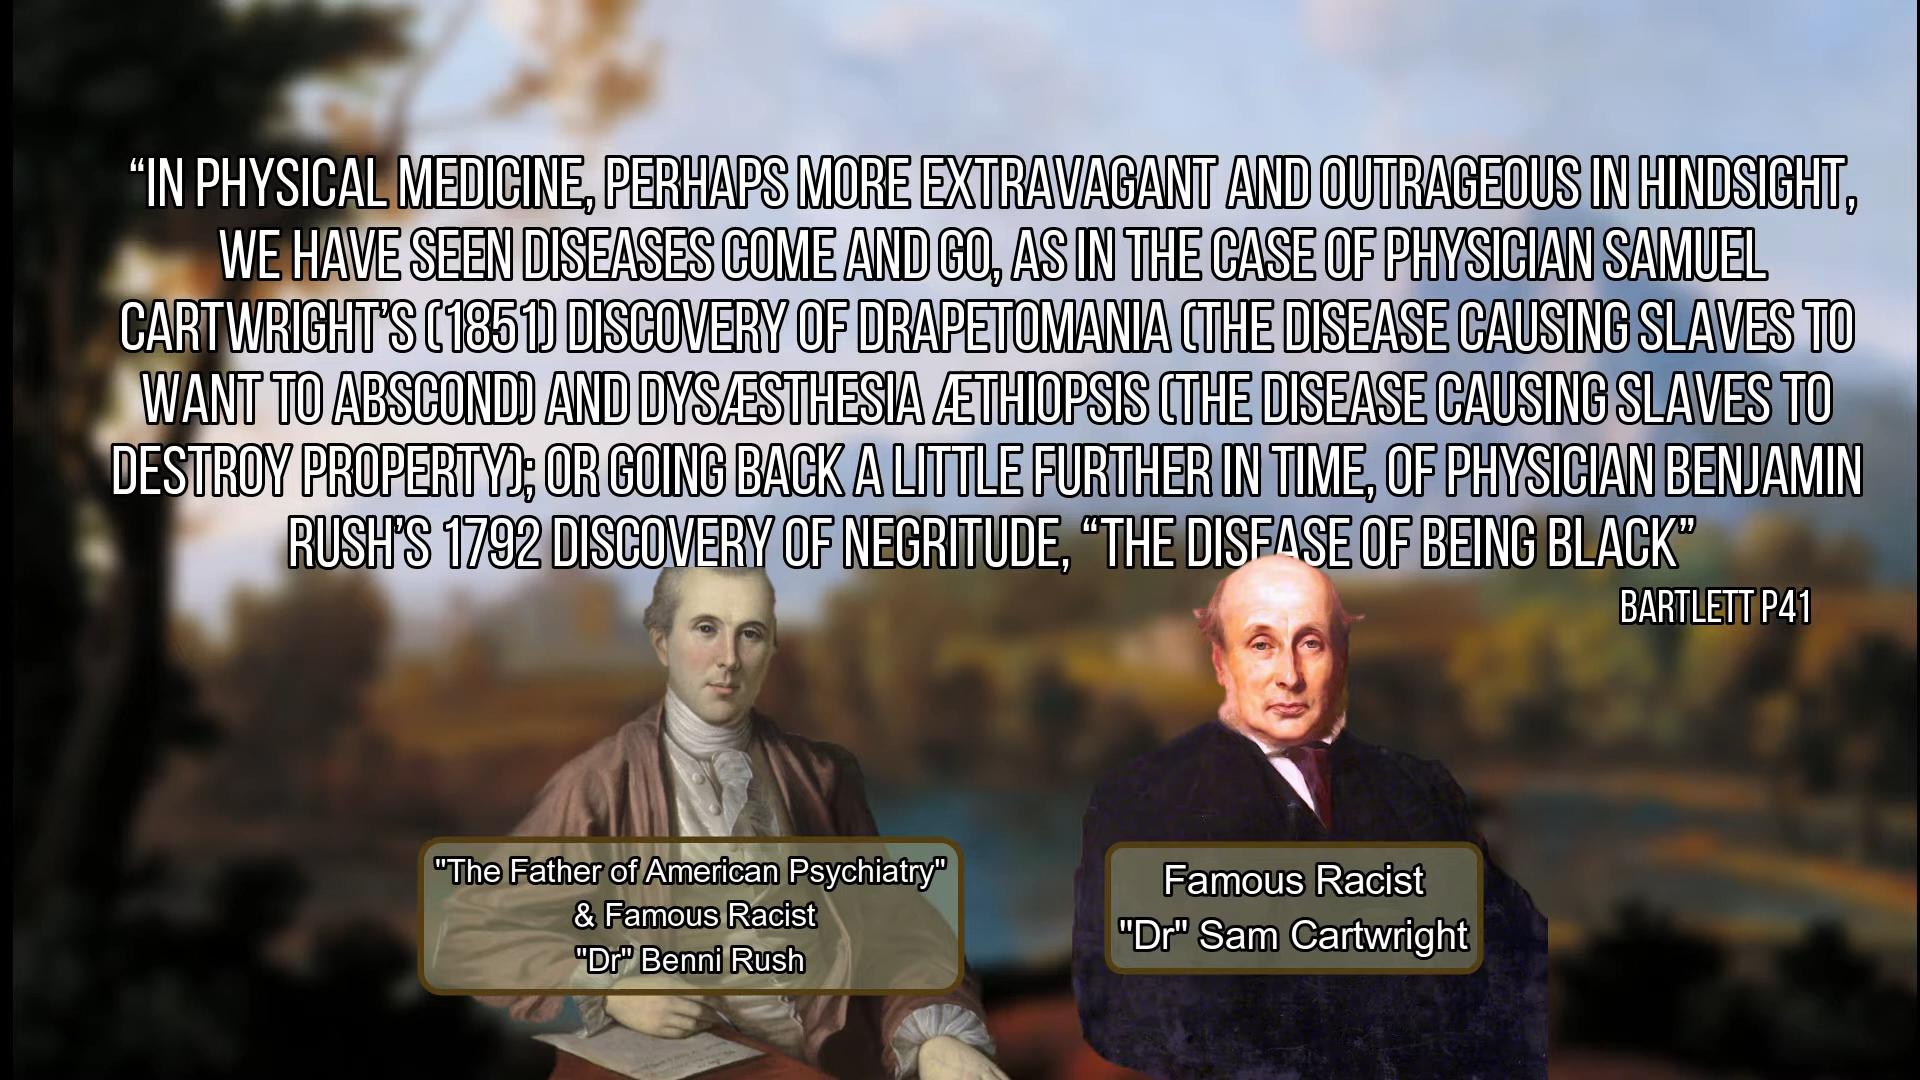 “IN PHYSICAL MEDICINE, PERHAPS MORE EXTRAVAGANT AND OUTRAGEOUS IN HINDSIGHT,
WE HAVE SEEN DISEASES COME AND GO, AS IN THE CASE OF PHYSICIAN SAMUEL
CARTWRIGHT’S (1851) DISCOVERY OF DRAPETOMANIA (THE DISEASE CAUSING SLAVES TO
WANT TO ABSCOND) AND DYSÆSTHESIA ÆTHIOPSIS (THE DISEASE CAUSING SLAVES TO
DESTROY PROPERTY); OR GOING BACK A LITTLE FURTHER IN TIME, OF PHYSICIAN BENJAMIN
RUSH’S 1792 DISCOVERY OF NEGRITUDE, “THE DISEASE OF BEING BLACK”
BARTLETT P41
"The Father of American Psychiatry"
& Famous Racist
"Dr" Benni Rush
Famous Racist
"Dr" Sam Cartwright